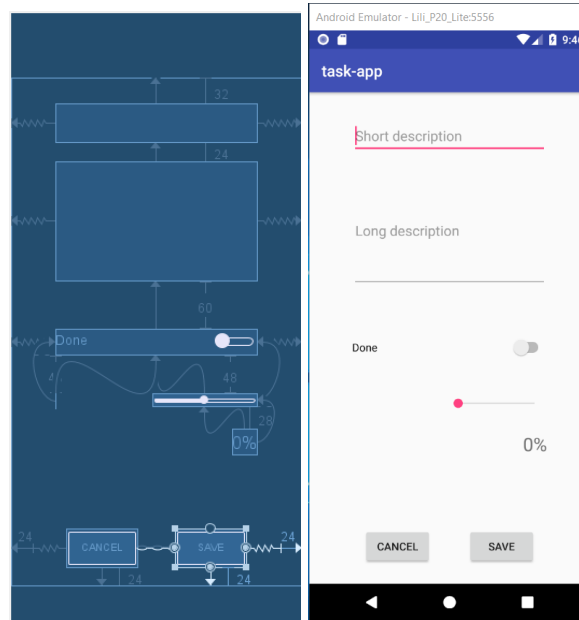 32
24
60
Done
48
28
0%
24
CANCEL
SAVE
24
24
24
Android Emulator - Lili_P20_Lite:5556
task-app
Short description
Long description
Done
0%
CANCEL
SAVE